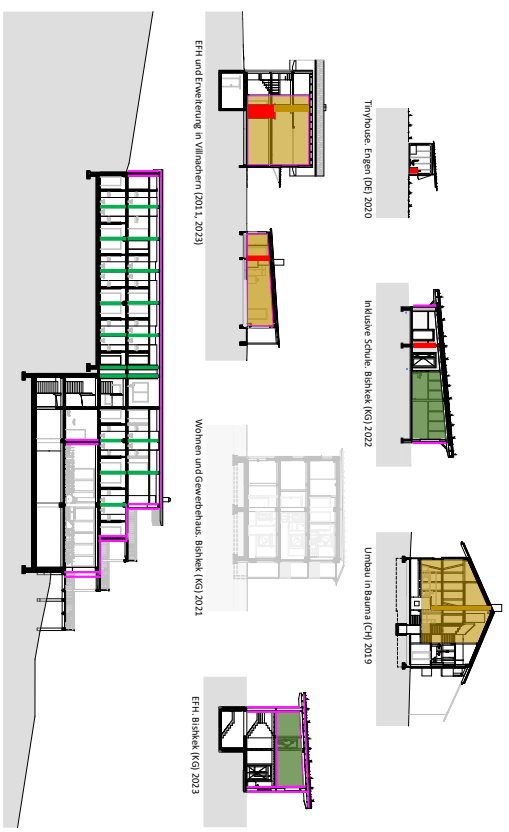 Tinyhouse. Engen (DE) 2020
Inklusive Schule. Bishkek (KG) 2022
Umbau in Bauma (CH) 2019
EFH und Erweiterung in Villnachern (2011, 2023)
Wohnen und Gewerbehaus. Bishkek (KG) 2021
EFH. Bishkek (KG) 2023